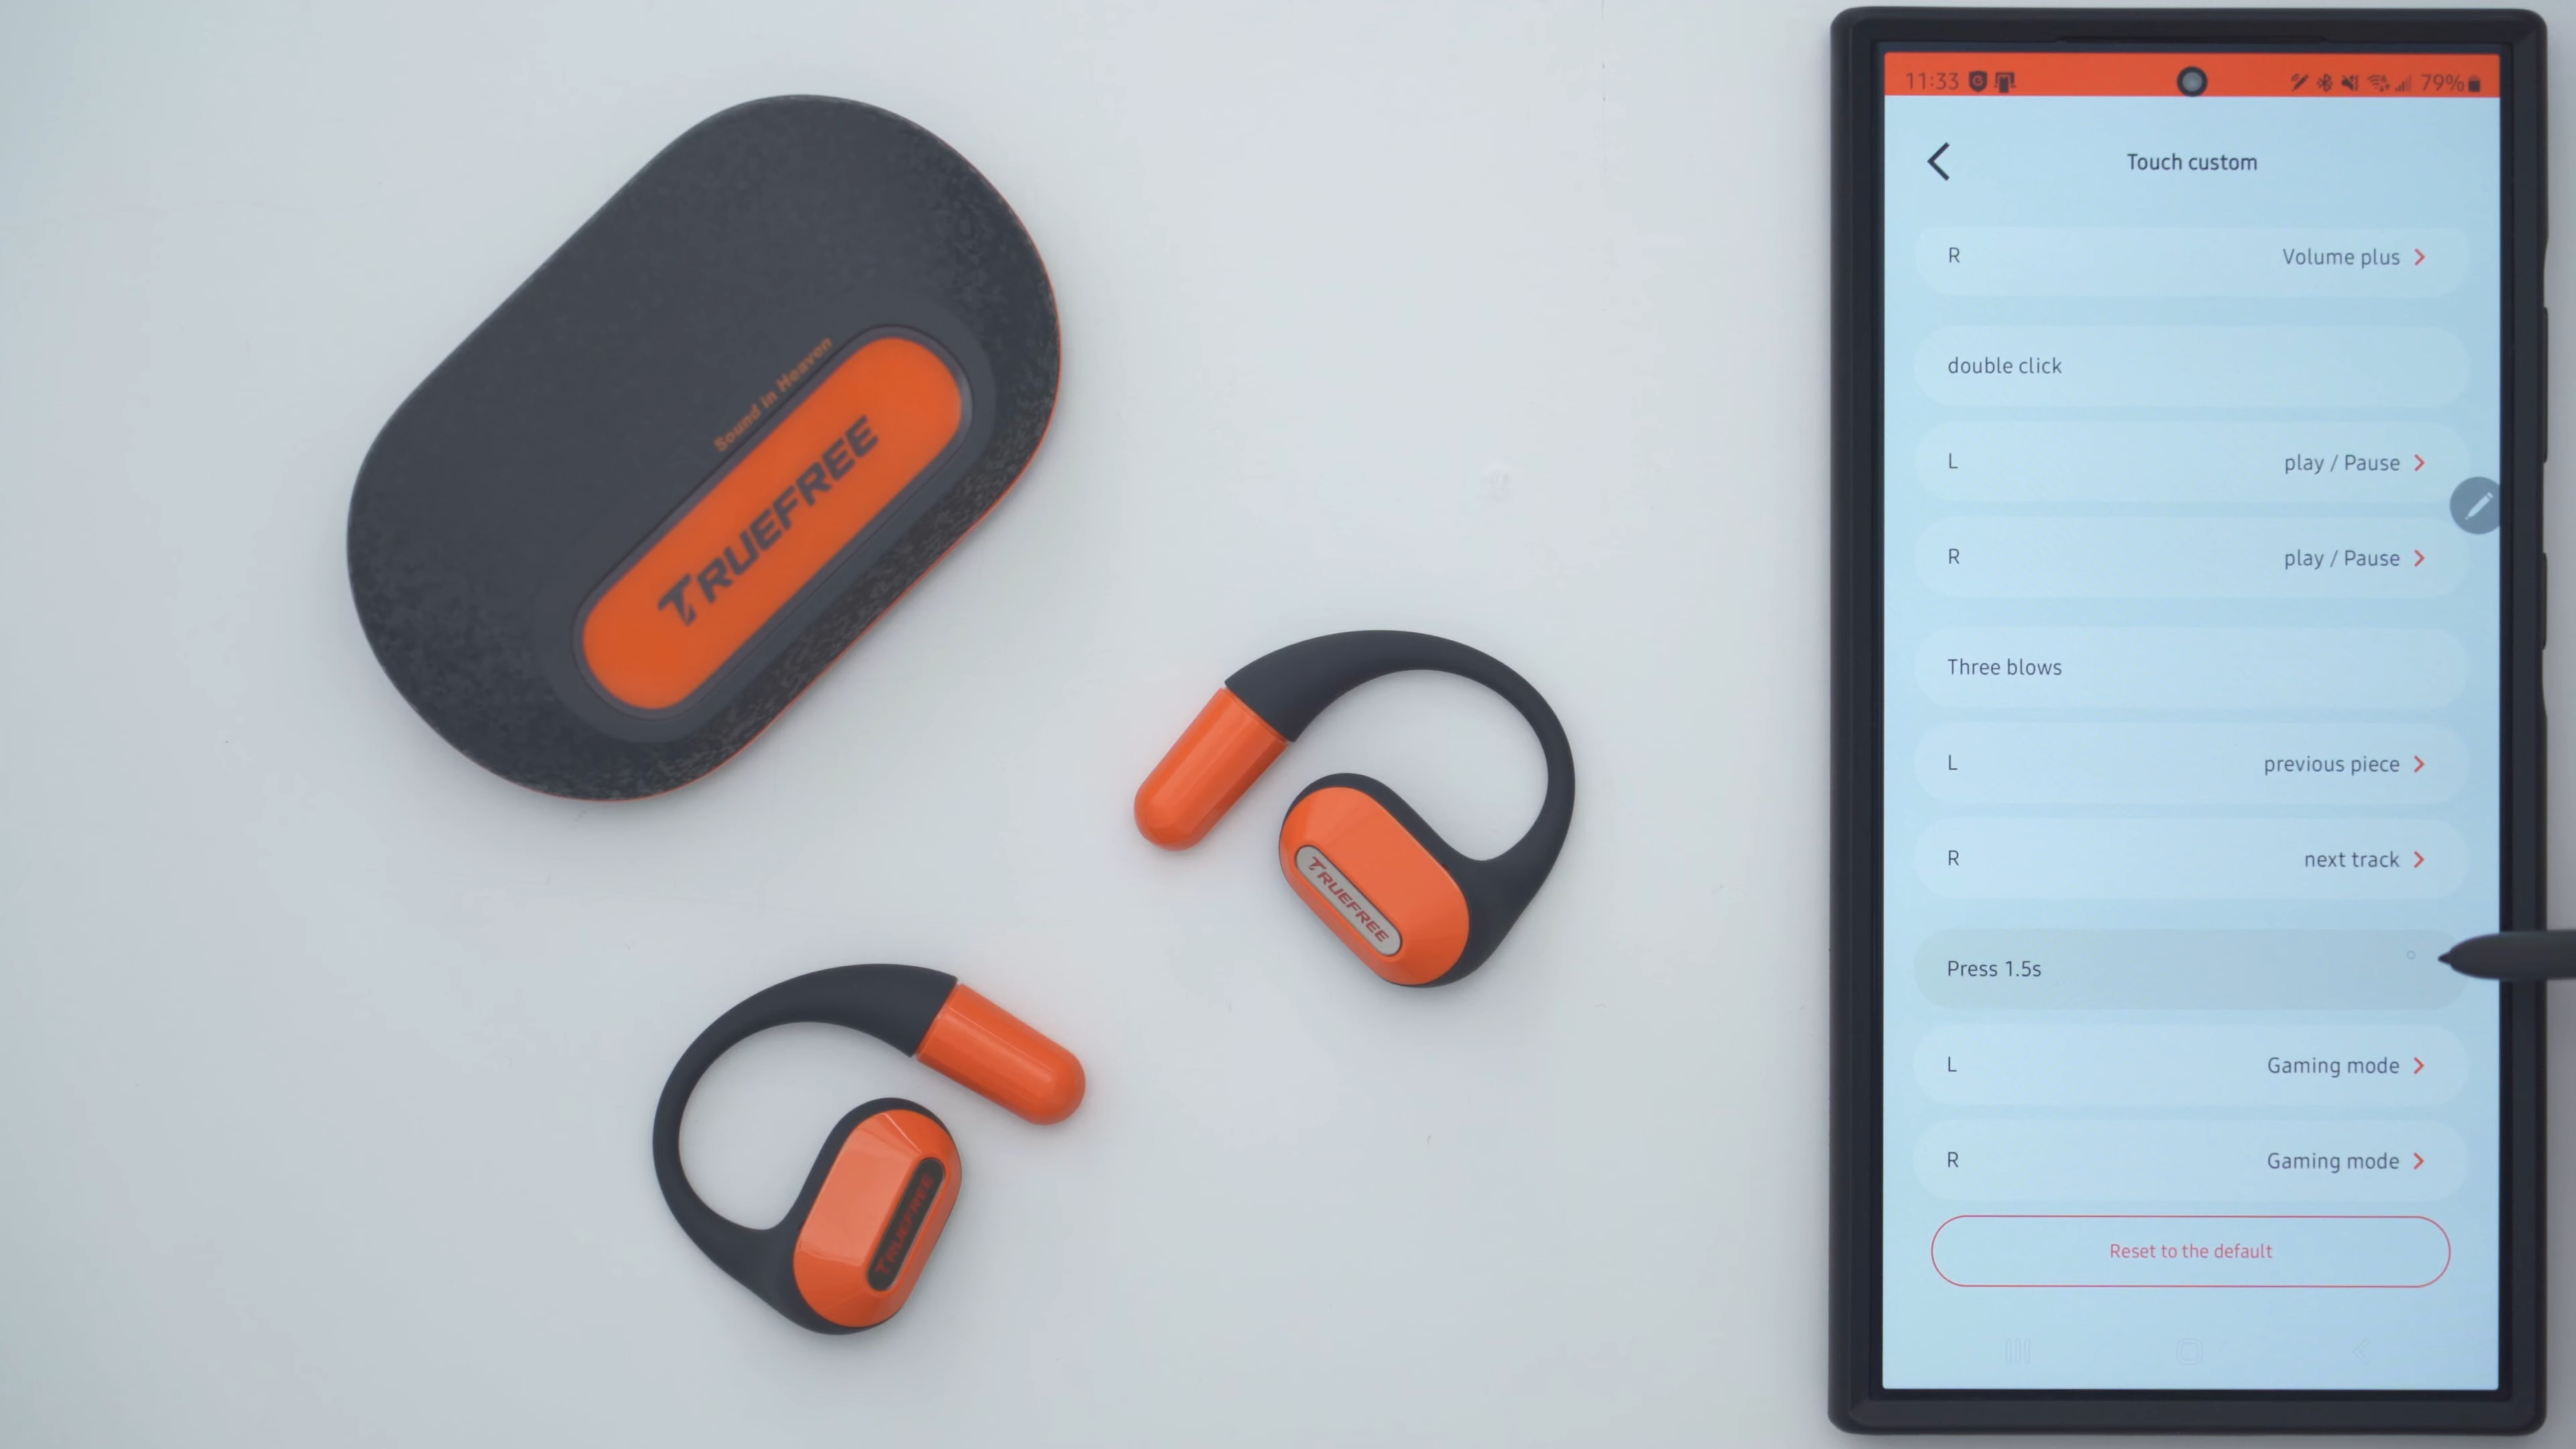 Sound in Heaven
TRUEFREE
TRUEFREE
TRUEFREE
11:33
79%
Touch custom
R
Volume plus
double click
L
play / Pause
R
play / Pause
Three blows
L
previous piece
R
next track
Press 1.5s
L
Gaming mode
R
Gaming mode
Reset to the default